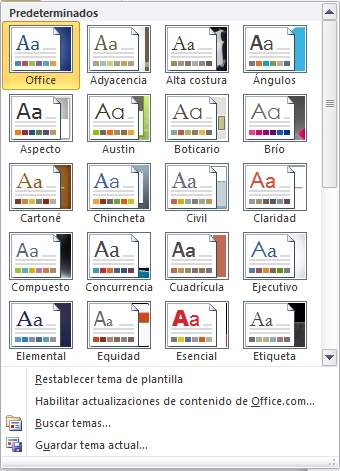 Predeterminados
Aa Aa Aa Aa
Office Adyacencia Alta costura Ángulos
Aa Aa Aa Aa
Aspecto Austin Boticario Brío
Aa Aa Aa Aa
Cartoné Chincheta Civil Claridad
Aa Aa Aa Aa
Compuesto Concurrencia Cuadrícula Ejecutivo
Aa Aa Aa Aa
Elemental Equidad Esencial Etiqueta
Restablecer tema de plantilla
Habilitar actualizaciones de contenido de Office.com...
Buscar temas...
Guardar tema actual...